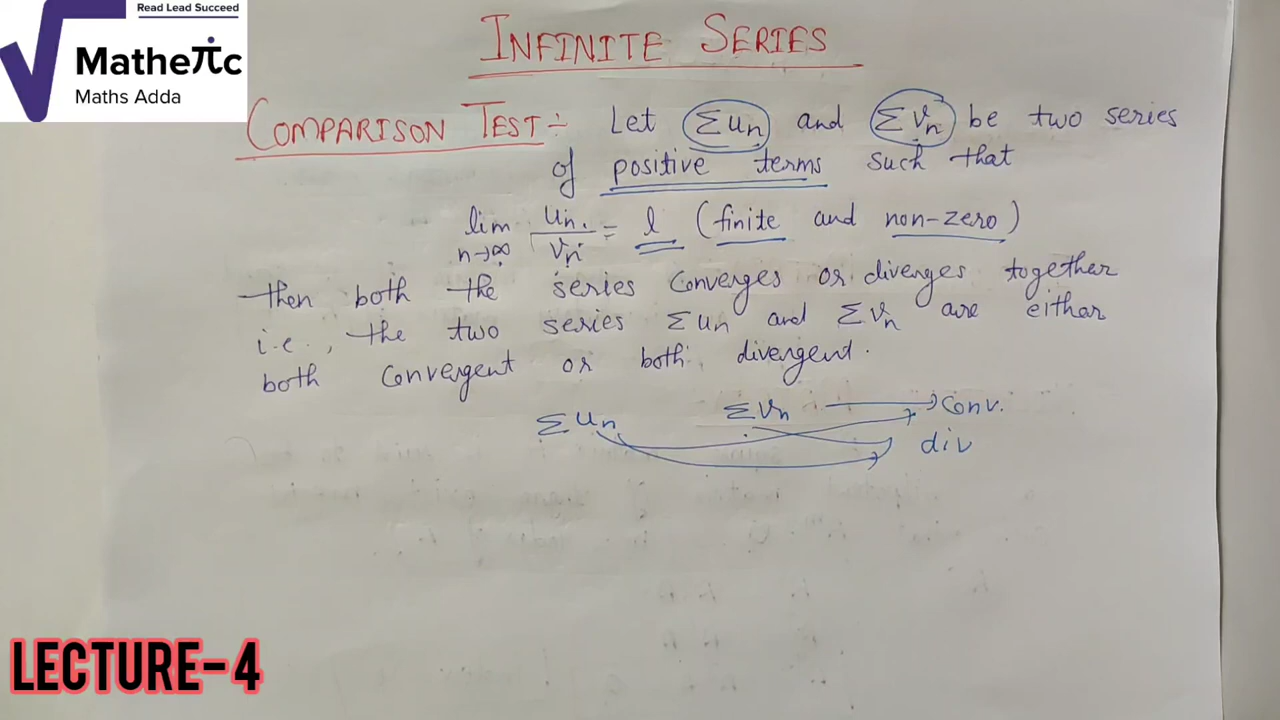 Read Lead Succeed
Matheπc
Maths Adda
INFINITE SERIES
COMPARISON TEST:- Let Σun and Σvn be two series
of positive terms such that
lim n→∞ un/vn = l (finite and non-zero)
then both the series Converges or diverges together
i.e., the two series Σun and Σvn are eithar
both Convergent or both divergent.
Σun Σvn → Conv.
div
LECTURE-4